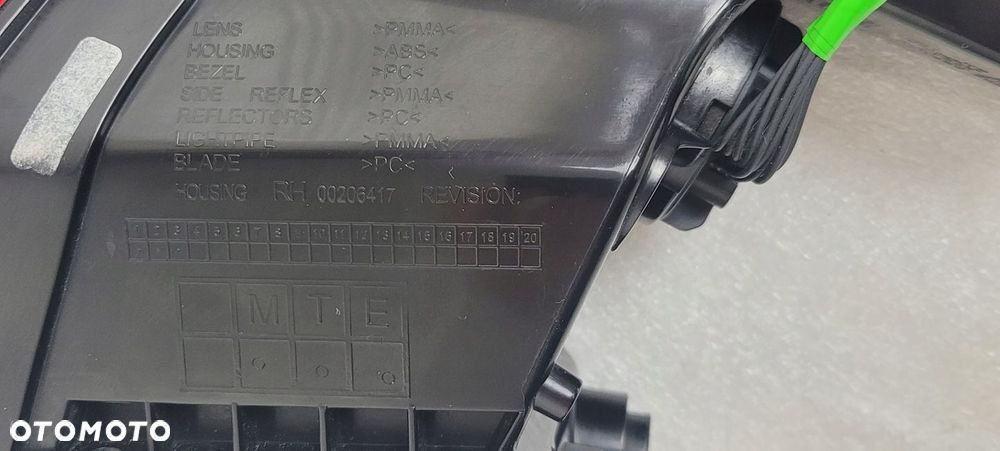 LENS >PMMA<
HOUSING >ABS<
BEZEL >PC<
SIDE REFLEX >PMMA<
REFLECTORS >PC<
LIGHTPIPE >PMMA<
BLADE >PC<
HOUSNG RH 00206417 REVISION:
1 2 3 4 5 6 7 8 9 10 11 12 13 14 15 16 17 18 19 20
M T E
OTOMOTO